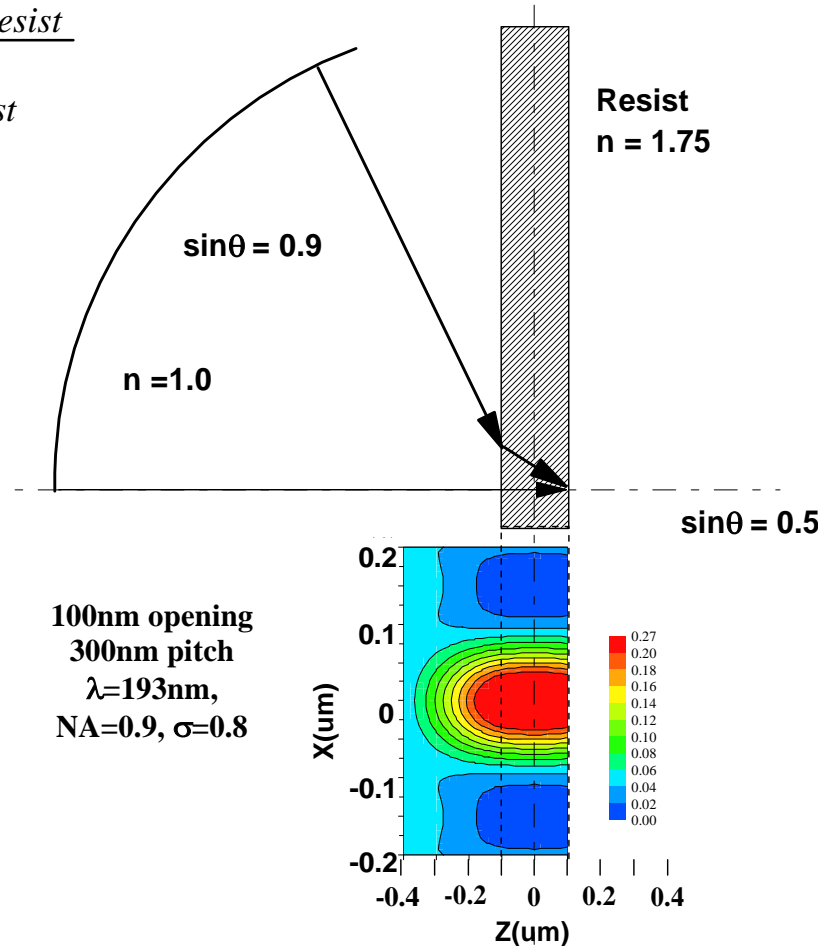 esist
st
Resist
n = 1.75
sinθ = 0.9
n =1.0
sinθ = 0.5
100nm opening
300nm pitch
λ=193nm,
NA=0.9, σ=0.8
X(um)
0.2
0.1
0
-0.1
-0.2
0.27
0.20
0.18
0.16
0.14
0.12
0.10
0.08
0.06
0.04
0.02
0.00
-0.4 -0.2 0 0.2 0.4
Z(um)